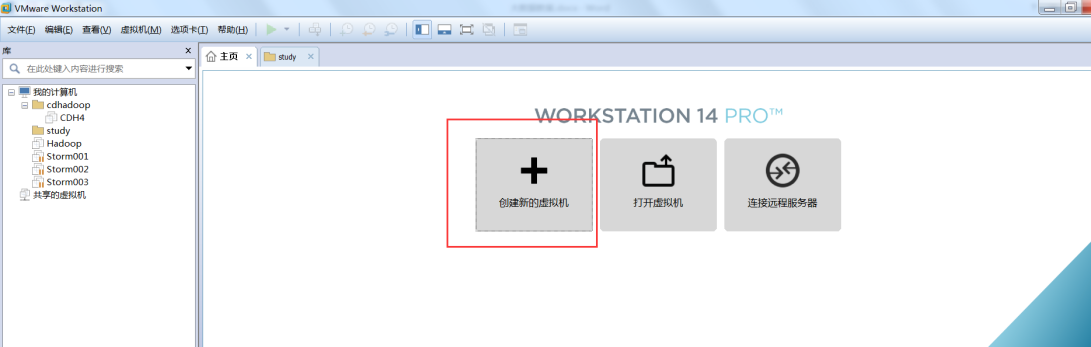 VMware Workstation
文件(F) 编辑(E) 查看(V) 虚拟机(M) 选项卡(T) 帮助(H)
库
在此处键入内容进行搜索
我的计算机
cdhadoop
CDH4
study
Hadoop
Storm001
Storm002
Storm003
共享的虚拟机
主页
study
WORKSTATION 14 PRO™
创建新的虚拟机
打开虚拟机
连接远程服务器